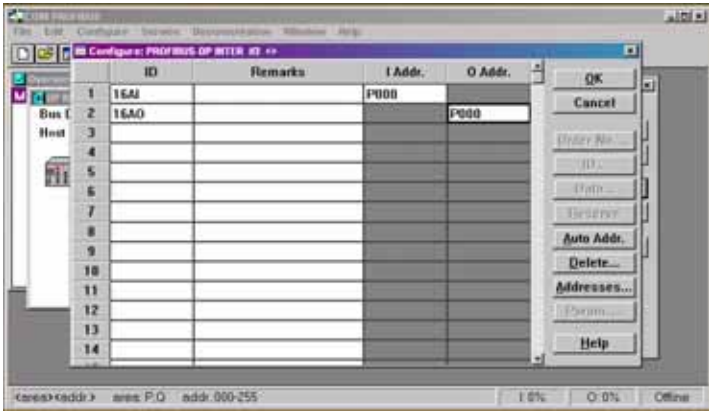 COM PROFIBUS
File Edit Configure Service Documentation Window Help
Configure: PROFIBUS-DP INTER #3 <>
ID Remarks I Addr. O Addr.
1 16AI P000
2 16AO P000
3
4
5
6
7
8
9
10
11
12
13
14
OK
Cancel
Order No...
ID...
Data...
Reserve
Auto Addr.
Delete...
Addresses...
Param...
Help
Bus D
Host
<area><addr> area: P,Q addr: 000-255 I: 0% O: 0% Offline